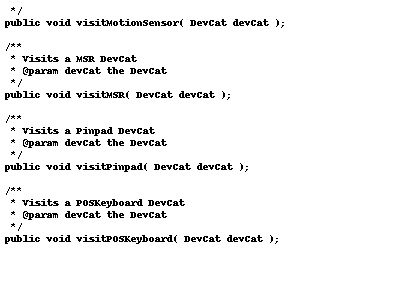 */
public void visitMotionSensor( DevCat devCat );

/**
 * Visits a MSR DevCat
 * @param devCat the DevCat
 */
public void visitMSR( DevCat devCat );

/**
 * Visits a Pinpad DevCat
 * @param devCat the DevCat
 */
public void visitPinpad( DevCat devCat );

/**
 * Visits a POSKeyboard DevCat
 * @param devCat the DevCat
 */
public void visitPOSKeyboard( DevCat devCat );